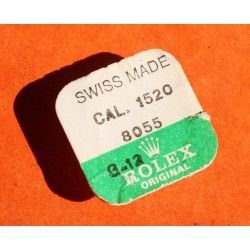 SWISS MADE
CAL. 1520
8055
G-12
ROLEX
ORIGINAL